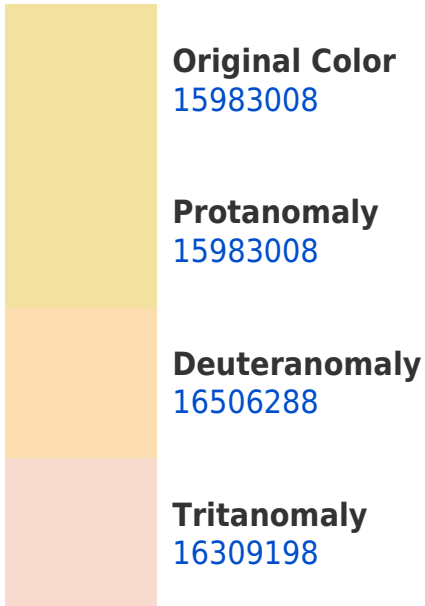 Original Color
15983008
Protanomaly
15983008
Deuteranomaly
16506288
Tritanomaly
16309198